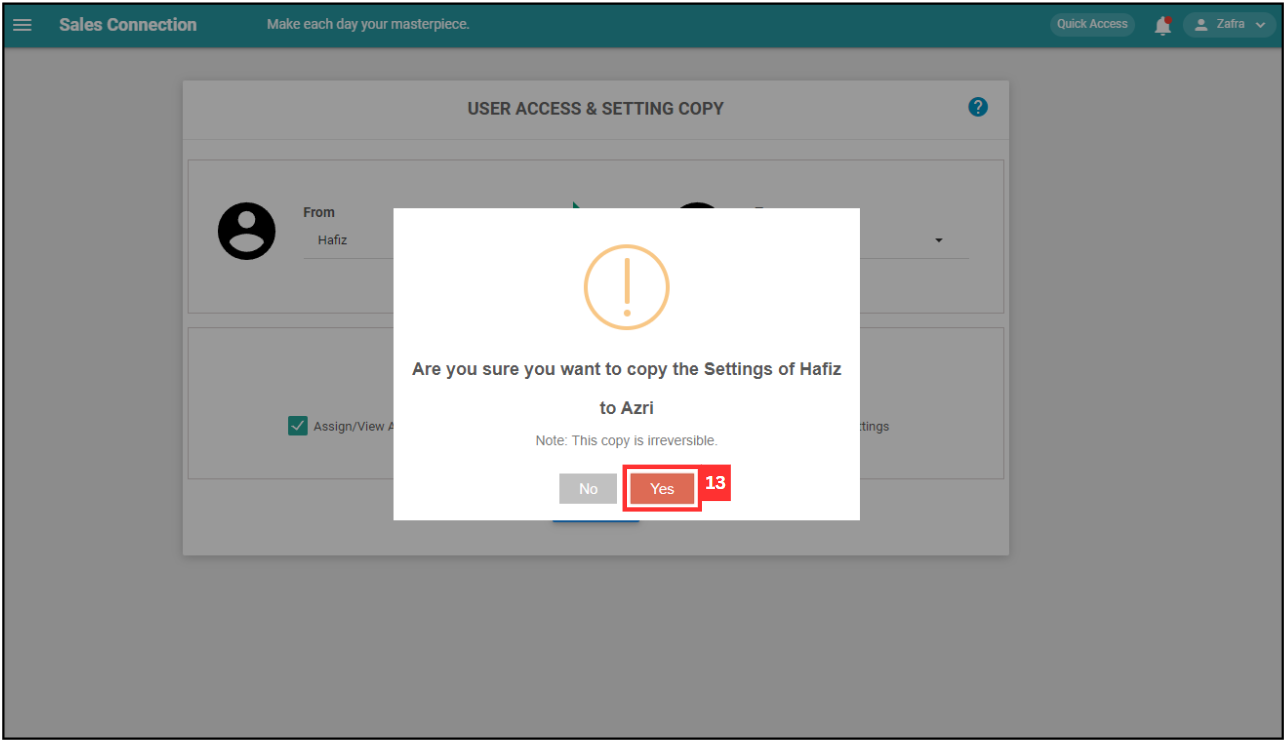 Sales Connection
Make each day your masterpiece.
Quick Access
Zafra
USER ACCESS & SETTING COPY
?
From
Hafiz
Are you sure you want to copy the Settings of Hafiz
to Azri
Assign/View
Note: This copy is irreversible.
No
Yes
13